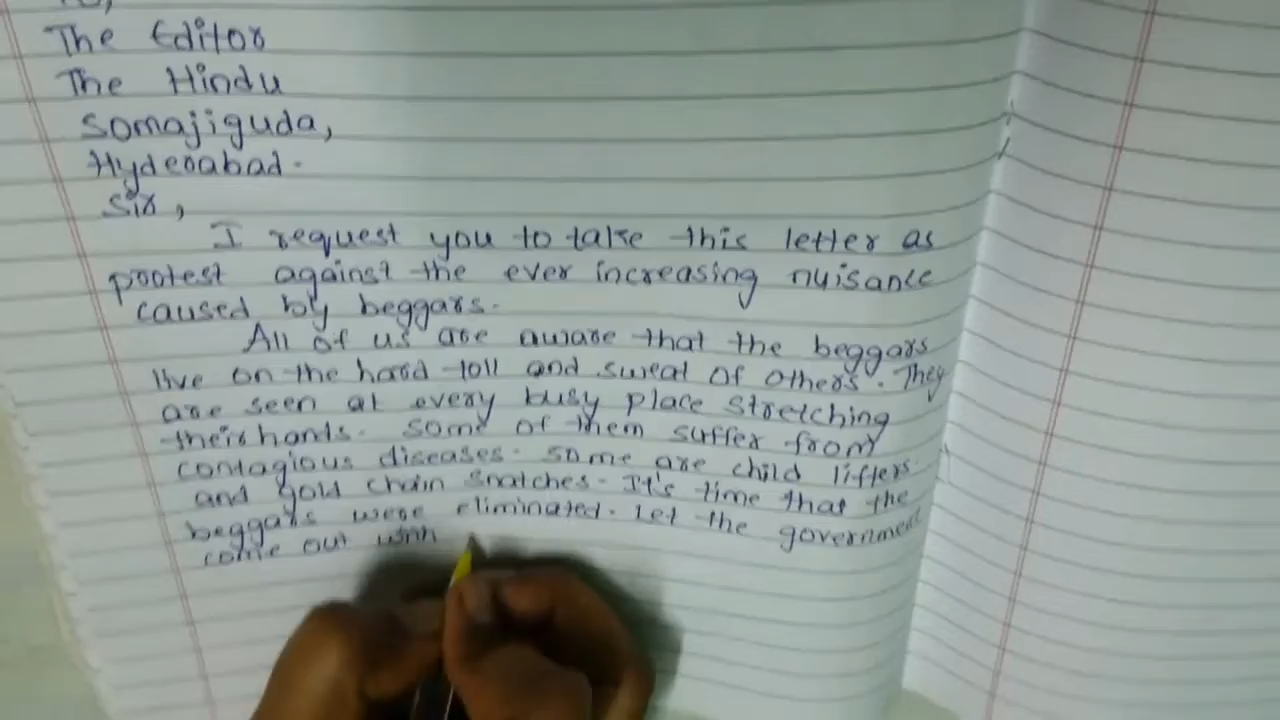 To,
The Editor
The Hindu
Somajiguda,
Hyderabad.
Sir,
I request you to take this letter as
protest against the ever increasing nuisance
caused by beggars.
All of us are aware that the beggars
live on the hard toll and sweat of others. They
are seen at every busy place stretching
their hands. Some of them suffer from
contagious diseases. Some are child lifters
and gold chain snatches. It's time that the
beggars were eliminated. Let the government
come out with